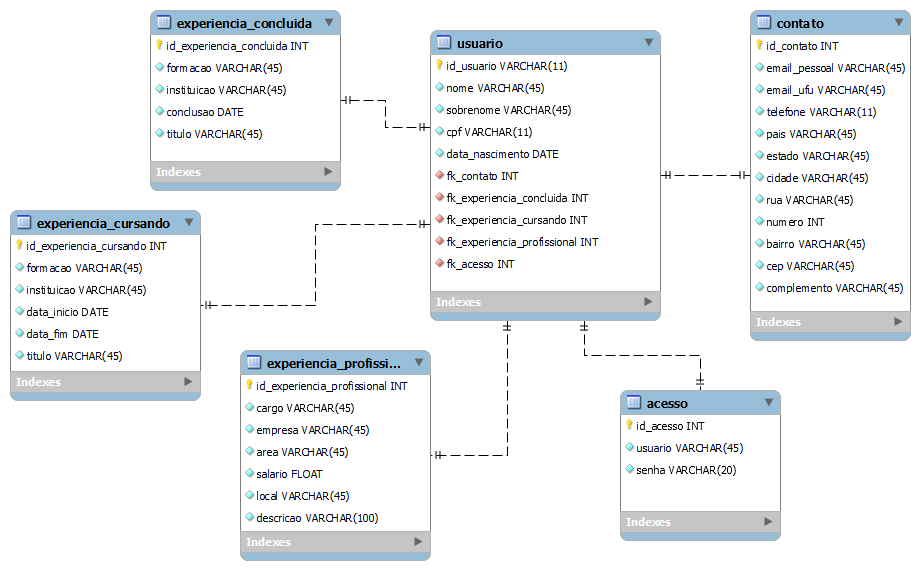 experiencia_concluida
id_experiencia_concluida INT
formacao VARCHAR(45)
instituicao VARCHAR(45)
conclusao DATE
titulo VARCHAR(45)
Indexes
usuario
id_usuario VARCHAR(11)
nome VARCHAR(45)
sobrenome VARCHAR(45)
cpf VARCHAR(11)
data_nascimento DATE
fk_contato INT
fk_experiencia_concluida INT
fk_experiencia_cursando INT
fk_experiencia_profissional INT
fk_acesso INT
Indexes
contato
id_contato INT
email_pessoal VARCHAR(45)
email_ufu VARCHAR(45)
telefone VARCHAR(11)
pais VARCHAR(45)
estado VARCHAR(45)
cidade VARCHAR(45)
rua VARCHAR(45)
numero INT
bairro VARCHAR(45)
cep VARCHAR(45)
complemento VARCHAR(45)
Indexes
experiencia_cursando
id_experiencia_cursando INT
formacao VARCHAR(45)
instituicao VARCHAR(45)
data_inicio DATE
data_fim DATE
titulo VARCHAR(45)
Indexes
experiencia_profissi...
id_experiencia_profissional INT
cargo VARCHAR(45)
empresa VARCHAR(45)
area VARCHAR(45)
salario FLOAT
local VARCHAR(45)
descricao VARCHAR(100)
Indexes
acesso
id_acesso INT
usuario VARCHAR(45)
senha VARCHAR(20)
Indexes